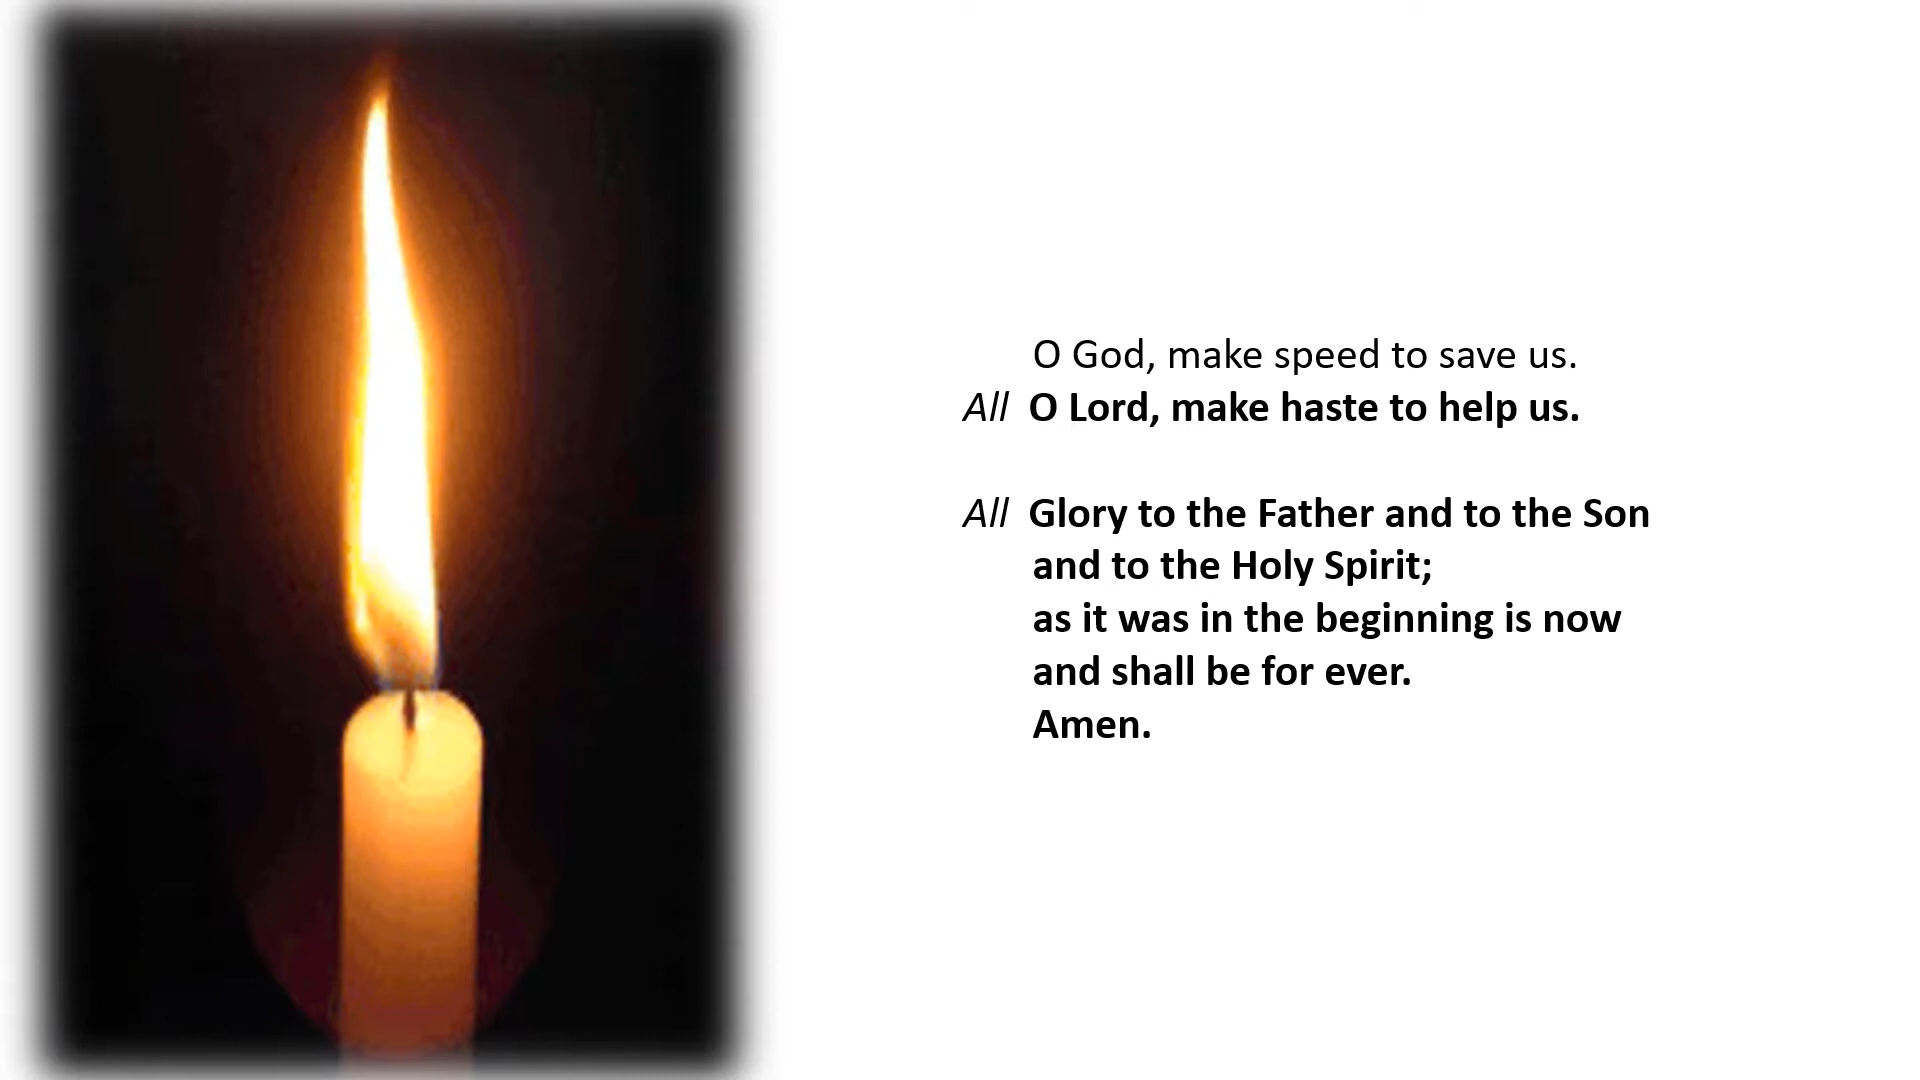 O God, make speed to save us.
All O Lord, make haste to help us.
All Glory to the Father and to the Son
and to the Holy Spirit;
as it was in the beginning is now
and shall be for ever.
Amen.